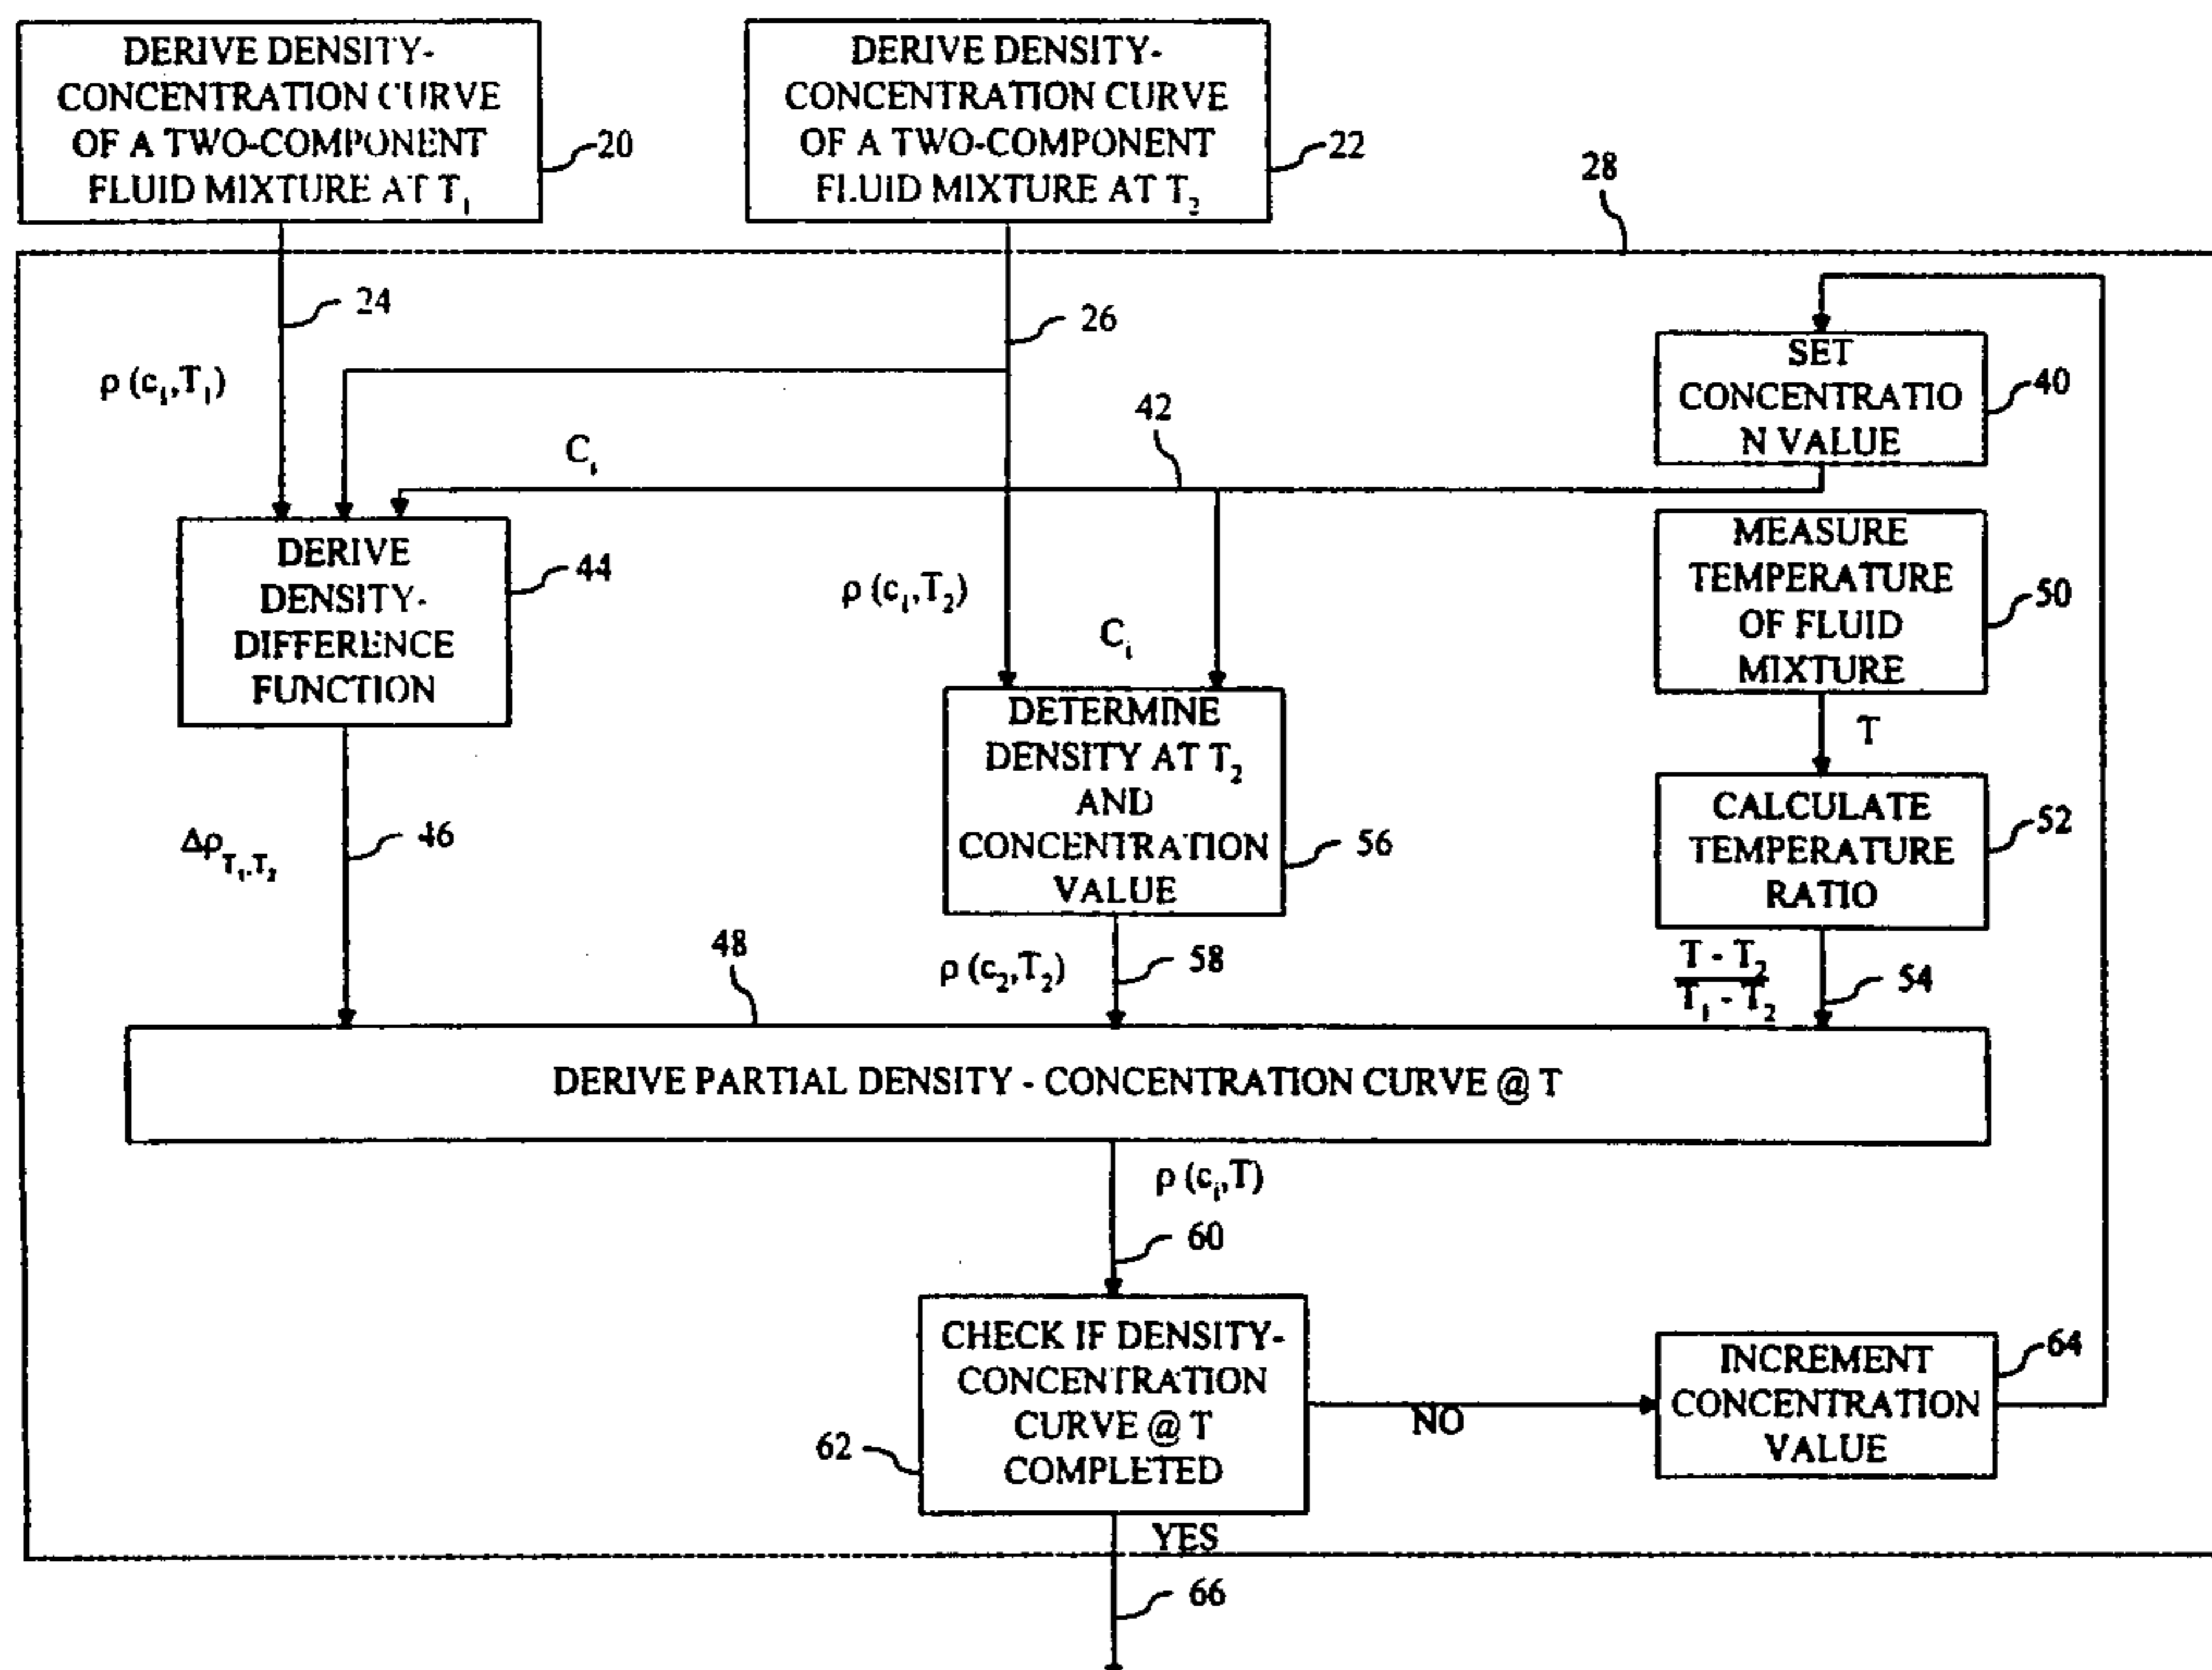 DERIVE DENSITY-
CONCENTRATION CURVE
OF A TWO-COMPONENT
FLUID MIXTURE AT T₁
20
DERIVE DENSITY-
CONCENTRATION CURVE
OF A TWO-COMPONENT
FLUID MIXTURE AT T₂
22
28
24
26
ρ (cᵢ,T₁)
SET
CONCENTRATIO
N VALUE
40
42
Cᵢ
DERIVE
DENSITY-
DIFFERENCE
FUNCTION
44
ρ (cᵢ,T₂)
Cᵢ
MEASURE
TEMPERATURE
OF FLUID
MIXTURE
50
T
DETERMINE
DENSITY AT T₂
AND
CONCENTRATION
VALUE
56
CALCULATE
TEMPERATURE
RATIO
52
Δρ T₁,T₂
46
48
ρ (c₂,T₂)
58
T - T₂
T₁ - T₂
54
DERIVE PARTIAL DENSITY - CONCENTRATION CURVE @ T
ρ (cᵢ,T)
60
CHECK IF DENSITY-
CONCENTRATION
CURVE @ T
COMPLETED
62
NO
INCREMENT
CONCENTRATION
VALUE
64
YES
66